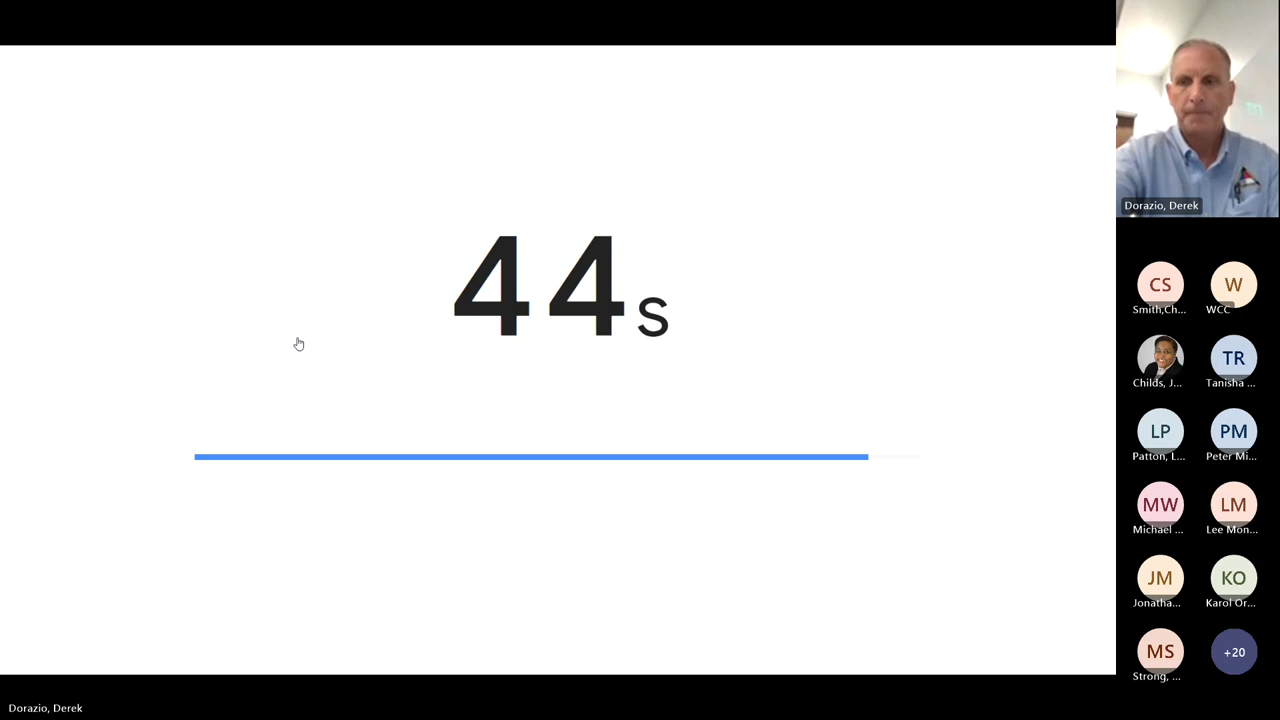 44s
Dorazio, Derek
CS
W
Smith,Ch...
WCC
TR
Childs, J...
Tanisha ...
LP
PM
Patton, L...
Peter Mi...
MW
LM
Michael ...
Lee Mon...
JM
KO
Jonatha...
Karol Or...
MS
+20
Strong, ...
Dorazio, Derek